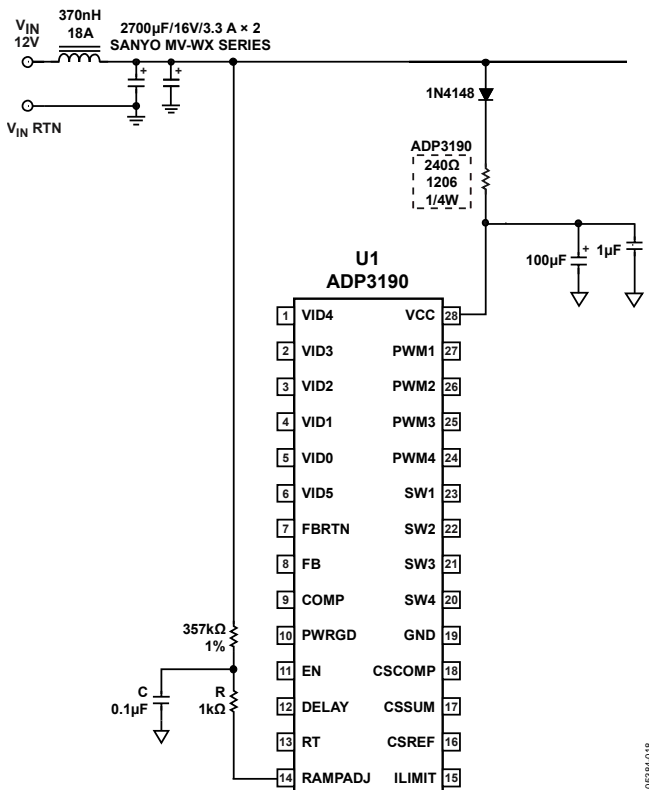 370nH
18A
VIN
12V
2700µF/16V/3.3 A × 2
SANYO MV-WX SERIES
VIN RTN
+
+
1N4148
ADP3190
240Ω
1206
1/4W
100µF
+
1µF
U1
ADP3190
1 VID4 VCC 28
2 VID3 PWM1 27
3 VID2 PWM2 26
4 VID1 PWM3 25
5 VID0 PWM4 24
6 VID5 SW1 23
7 FBRTN SW2 22
8 FB SW3 21
9 COMP SW4 20
10 PWRGD GND 19
11 EN CSCOMP 18
12 DELAY CSSUM 17
13 RT CSREF 16
14 RAMPADJ ILIMIT 15
357kΩ
1%
C
0.1µF
R
1kΩ
05384-018